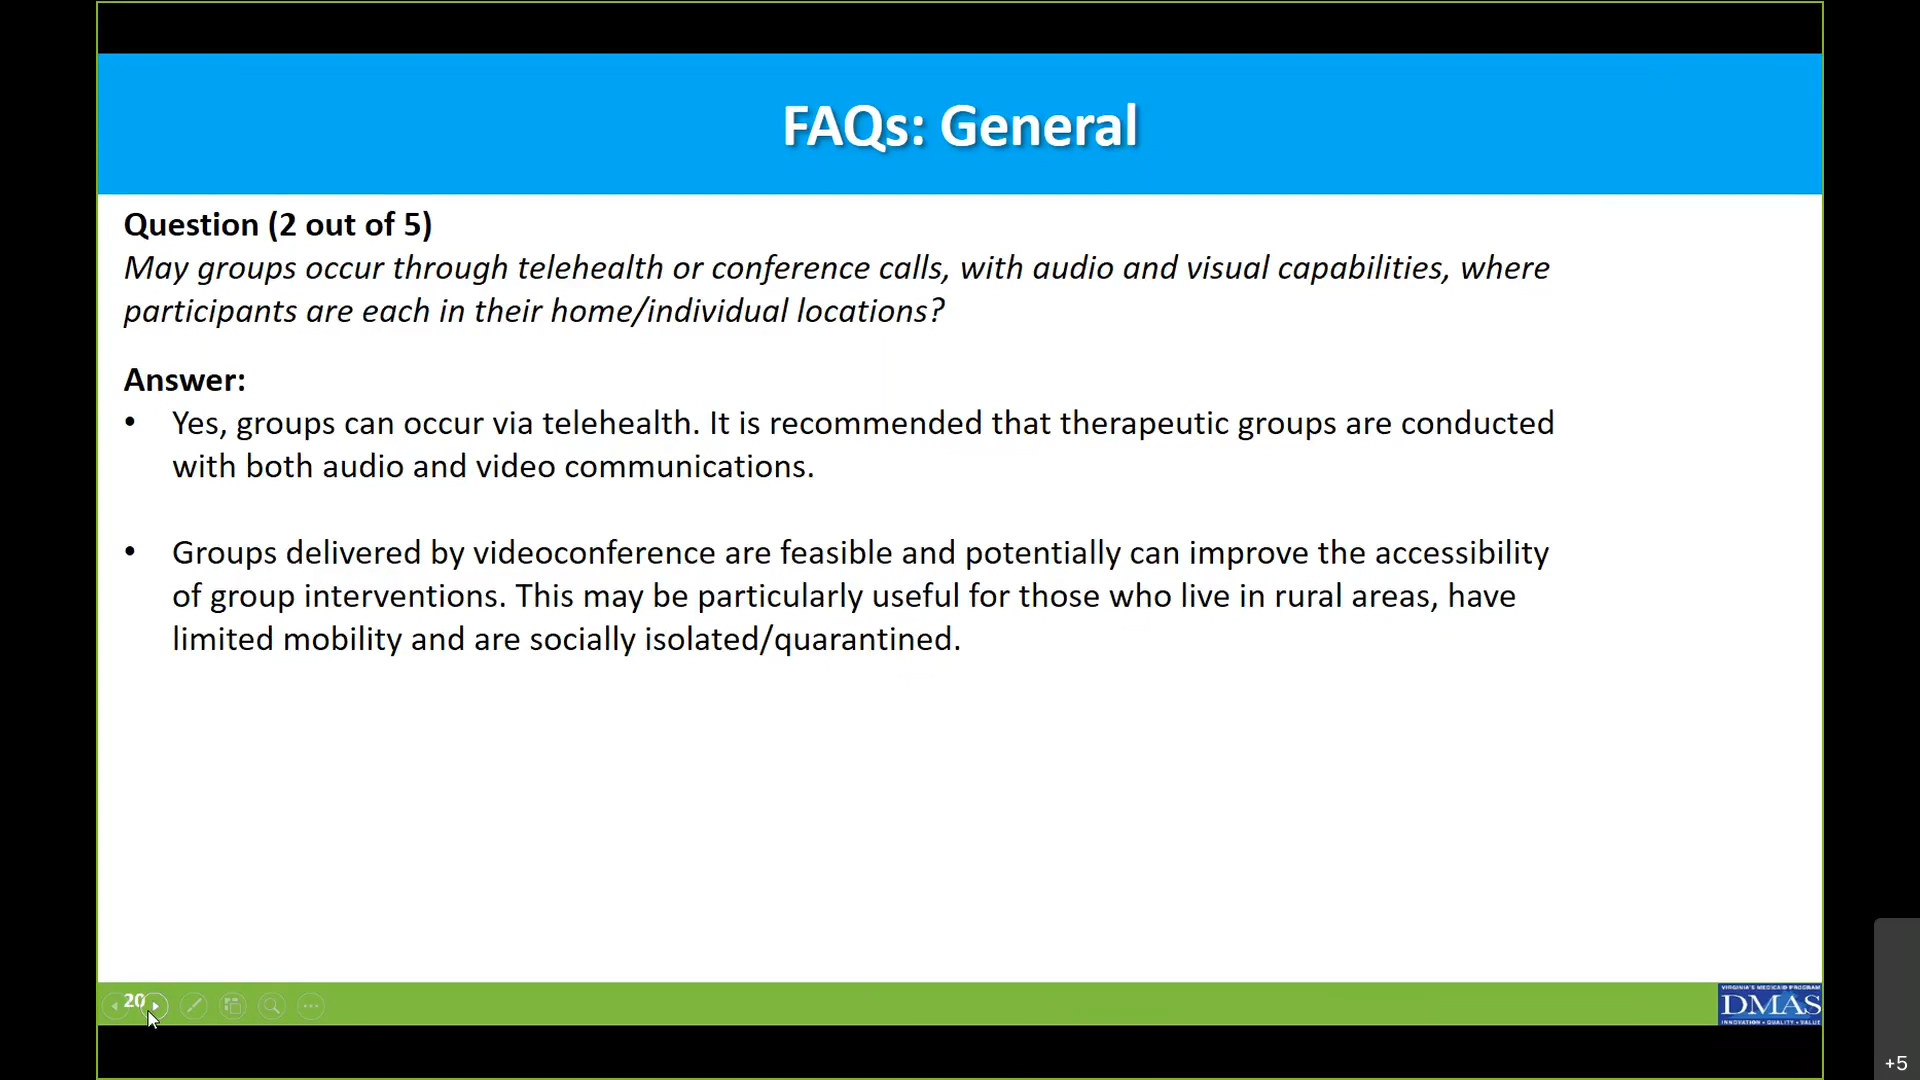 FAQs: General
Question (2 out of 5)
May groups occur through telehealth or conference calls, with audio and visual capabilities, where
participants are each in their home/individual locations?
Answer:
• Yes, groups can occur via telehealth. It is recommended that therapeutic groups are conducted
with both audio and video communications.
• Groups delivered by videoconference are feasible and potentially can improve the accessibility
of group interventions. This may be particularly useful for those who live in rural areas, have
limited mobility and are socially isolated/quarantined.
20
VIRGINIA'S MEDICAID PROGRAM
DMAS
INNOVATION • QUALITY • VALUE
+5